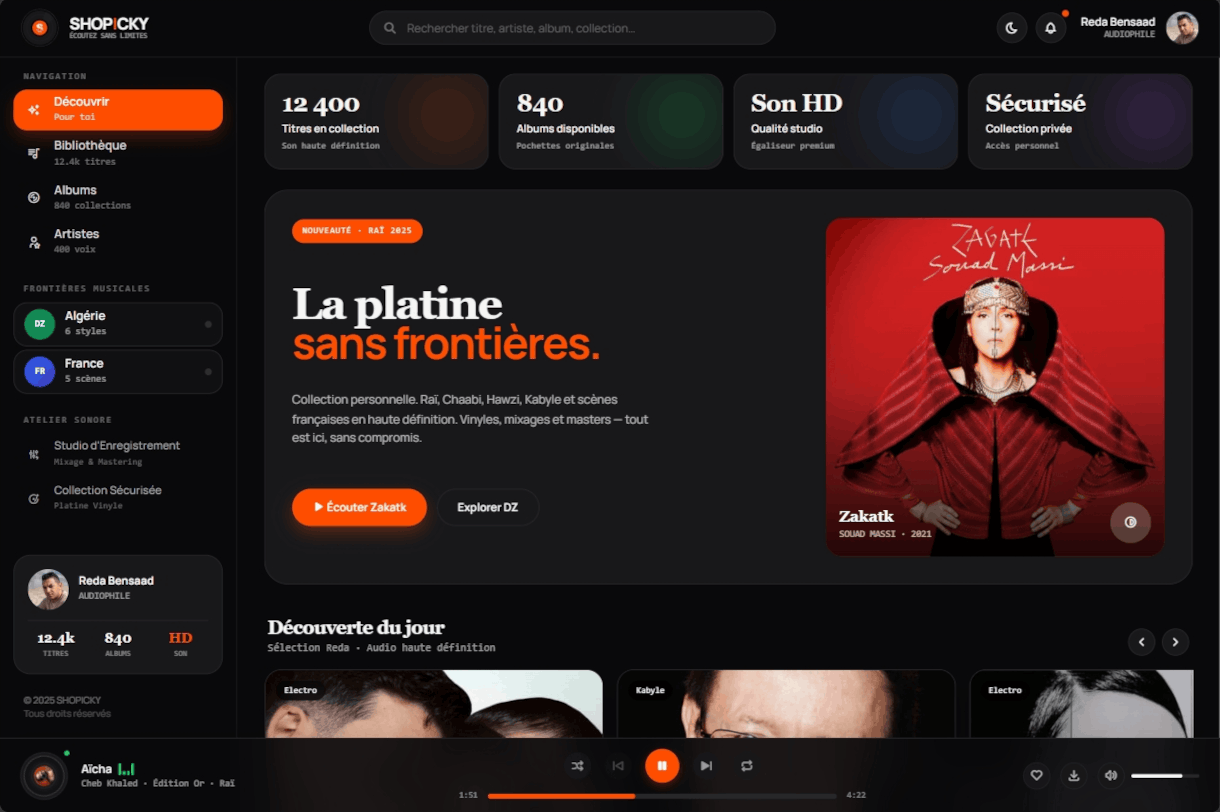 SHOP!CKY
ÉCOUTEZ SANS LIMITES
Rechercher titre, artiste, album, collection...
Reda Bensaad
AUDIOPHILE
NAVIGATION
Découvrir
Pour toi
Bibliothèque
12.4k titres
Albums
840 collections
Artistes
400 voix
FRONTIÈRES MUSICALES
DZ
Algérie
6 styles
FR
France
5 scènes
ATELIER SONORE
Studio d'Enregistrement
Mixage & Mastering
Collection Sécurisée
Platine Vinyle
Reda Bensaad
AUDIOPHILE
12.4k
840
HD
TITRES
ALBUMS
SON
© 2025 SHOPICKY
Tous droits réservés
12 400
Titres en collection
Son haute définition
840
Albums disponibles
Pochettes originales
Son HD
Qualité studio
Égaliseur premium
Sécurisé
Collection privée
Accès personnel
NOUVEAUTÉ · RAÏ 2025
La platine
sans frontières.
Collection personnelle. Raï, Chaabi, Hawzi, Kabyle et scènes
françaises en haute définition. Vinyles, mixages et masters — tout
est ici, sans compromis.
Écouter Zakatk
Explorer DZ
ZAGATE
Souad Massi
Zakatk
SOUAD MASSI · 2021
Découverte du jour
Sélection Reda · Audio haute définition
Electro
Kabyle
Electro
Aïcha
Cheb Khaled · Édition Or · Raï
1:51
4:22